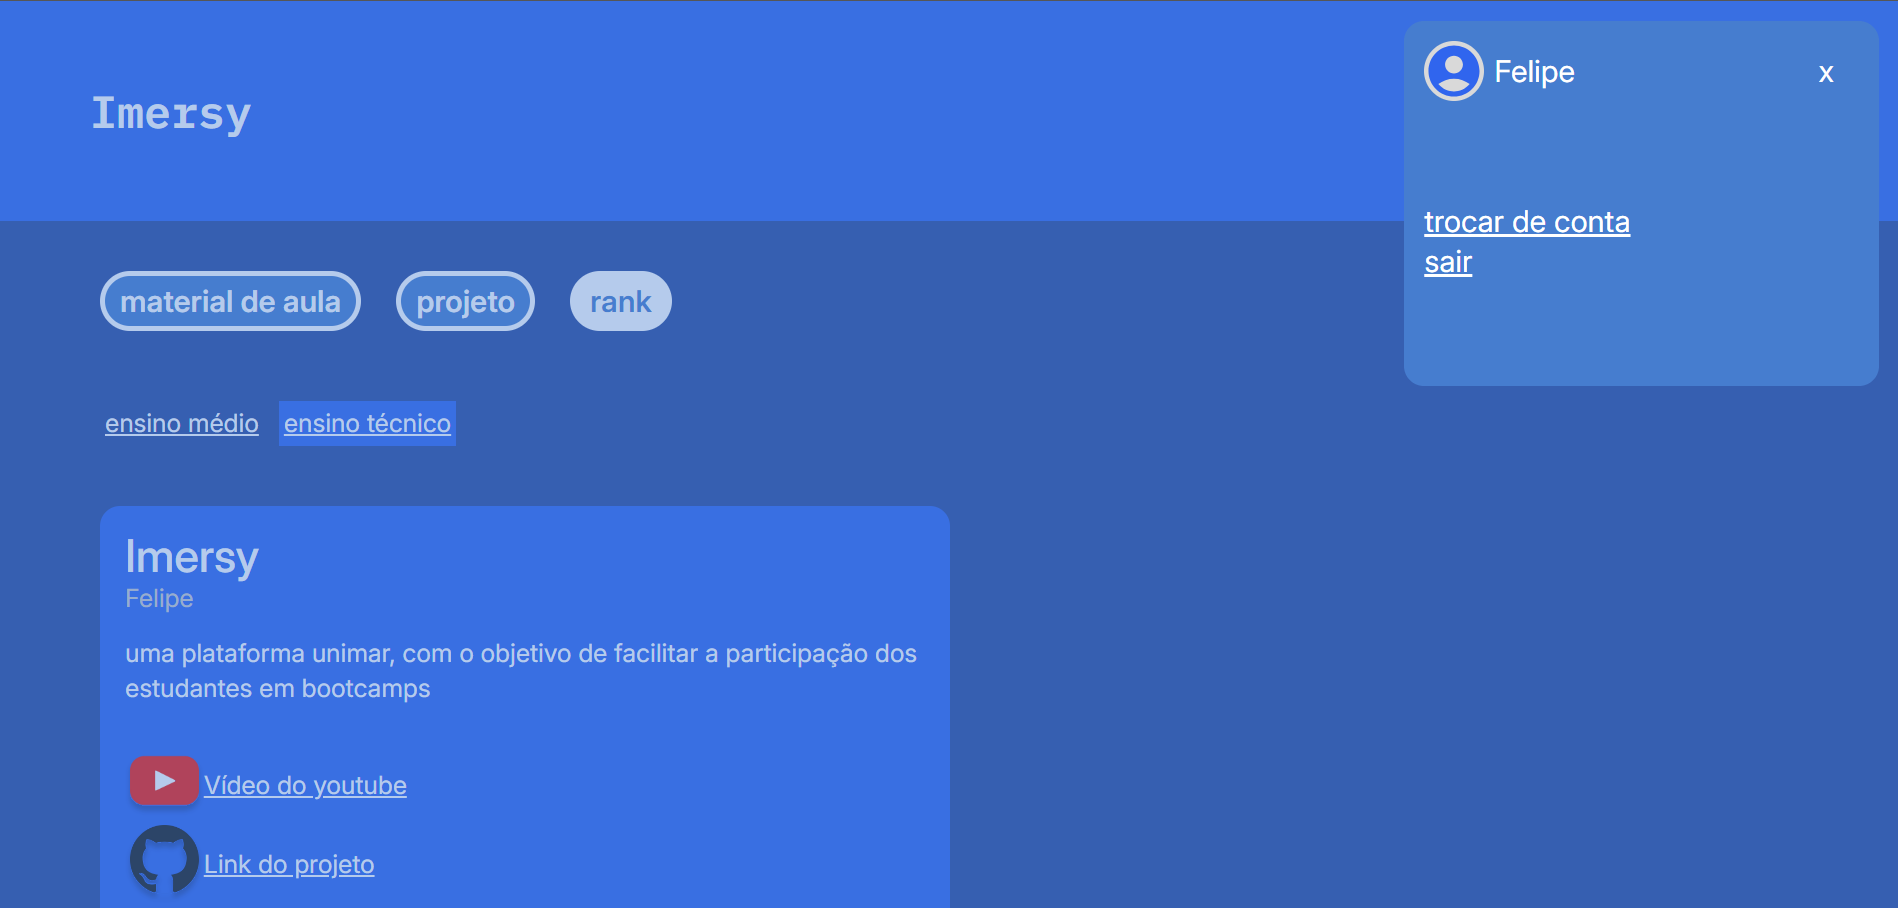 Imersy
Felipe
x
trocar de conta
sair
material de aula
projeto
rank
ensino médio
ensino técnico
Imersy
Felipe
uma plataforma unimar, com o objetivo de facilitar a participação dos
estudantes em bootcamps
Vídeo do youtube
Link do projeto